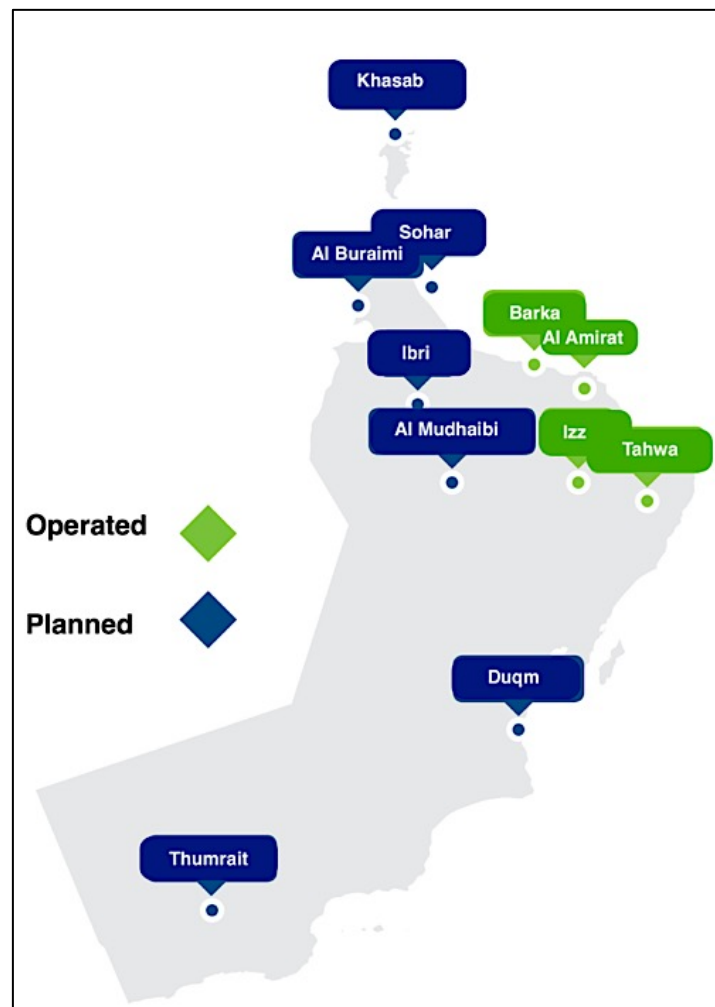 Khasab
Sohar
Al Buraimi
Barka
Al Amirat
Ibri
Al Mudhaibi
Izz
Tahwa
Operated
Planned
Duqm
Thumrait